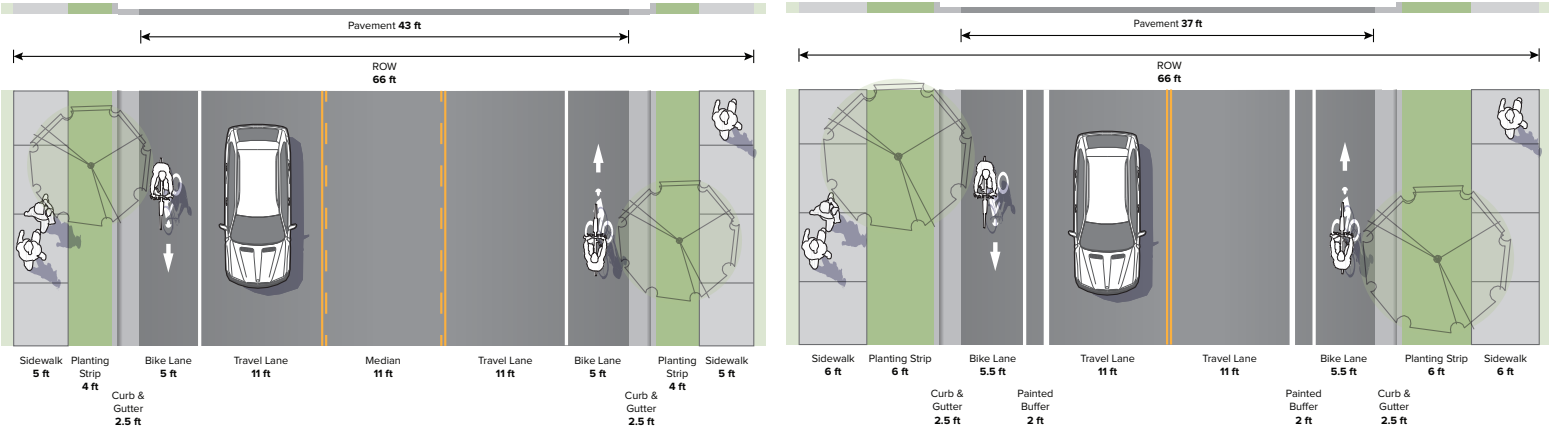 Pavement 43 ft
ROW
66 ft
Sidewalk
5 ft
Planting
Strip
4 ft
Curb &
Gutter
2.5 ft
Bike Lane
5 ft
Travel Lane
11 ft
Median
11 ft
Travel Lane
11 ft
Bike Lane
5 ft
Curb &
Gutter
2.5 ft
Planting
Strip
4 ft
Sidewalk
5 ft
Pavement 37 ft
ROW
66 ft
Sidewalk
6 ft
Planting Strip
6 ft
Curb &
Gutter
2.5 ft
Bike Lane
5.5 ft
Painted
Buffer
2 ft
Travel Lane
11 ft
Travel Lane
11 ft
Painted
Buffer
2 ft
Bike Lane
5.5 ft
Curb &
Gutter
2.5 ft
Planting Strip
6 ft
Sidewalk
6 ft